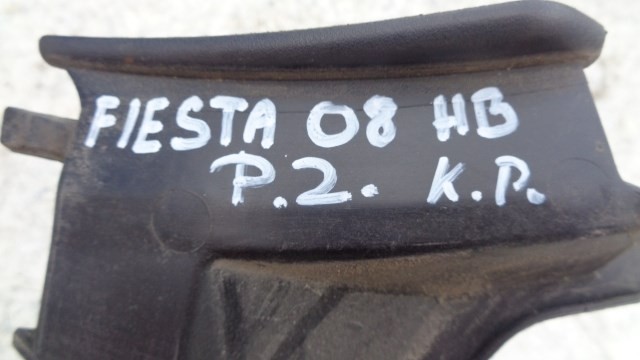 FIESTA 08 HB
P.2. K.P.